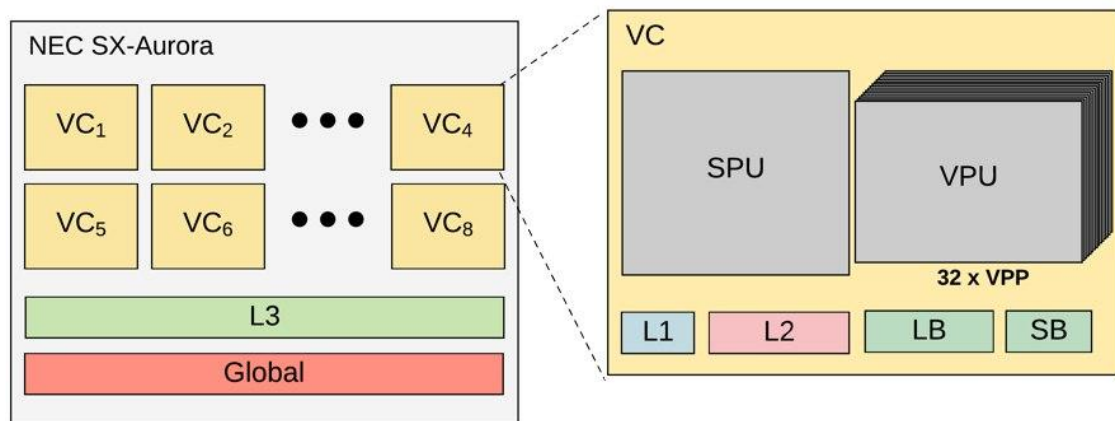 NEC SX-Aurora
VC₁ VC₂ ••• VC₄
VC₅ VC₆ ••• VC₈
L3
Global
VC
SPU
VPU
32 x VPP
L1 L2 LB SB